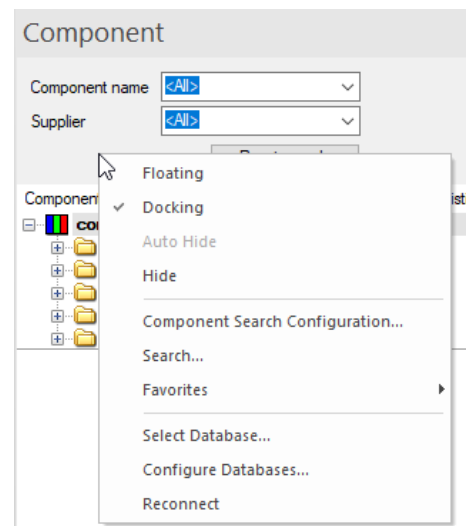 Component
Component name <All>
Supplier <All>
Floating
Component
Docking
Auto Hide
Hide
Component Search Configuration...
Search...
Favorites
Select Database...
Configure Databases...
Reconnect